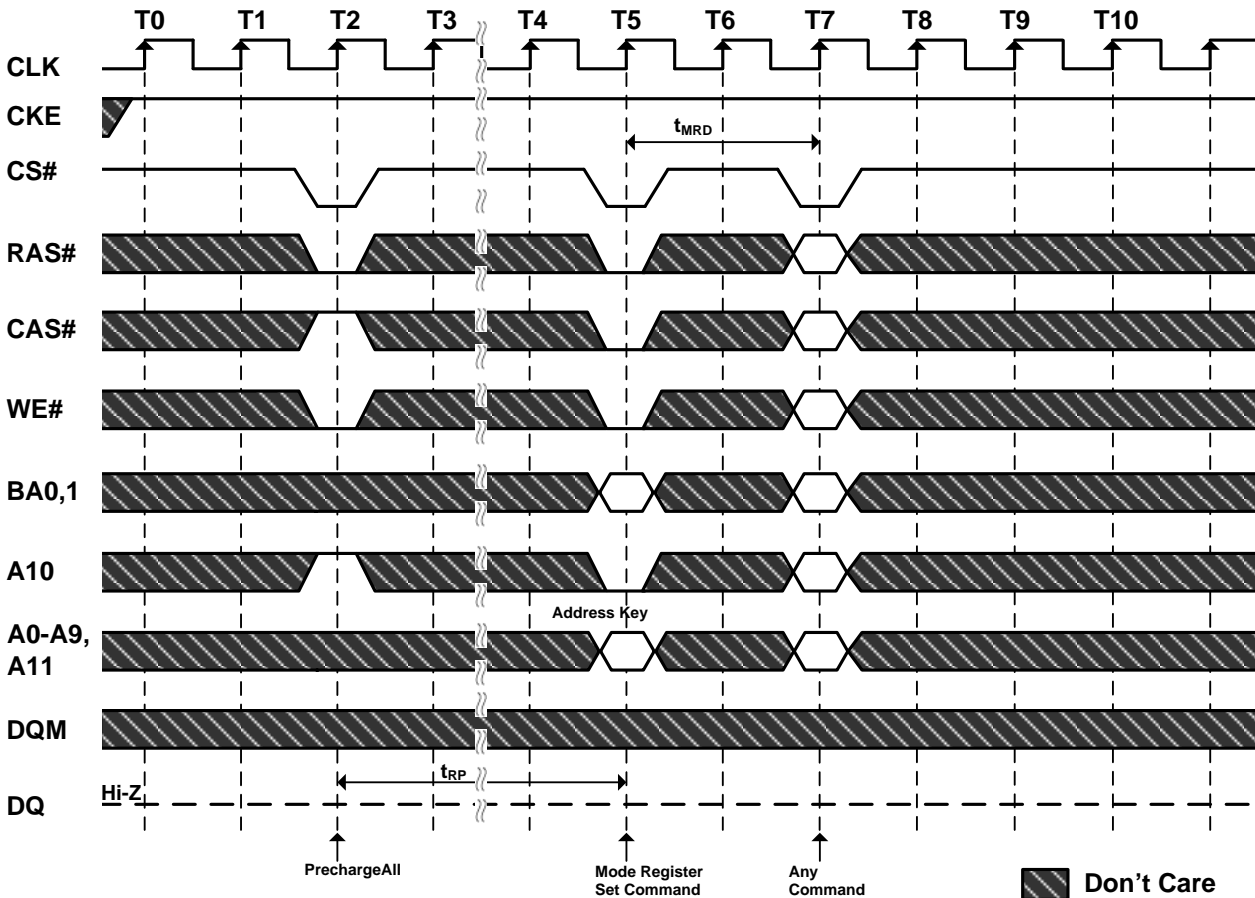 T0 T1 T2 T3 T4 T5 T6 T7 T8 T9 T10
CLK
CKE
tMRD
CS#
RAS#
CAS#
WE#
BA0,1
A10
Address Key
A0-A9,
A11
DQM
tRP
Hi-Z
DQ
PrechargeAll
Mode Register
Set Command
Any
Command
Don't Care